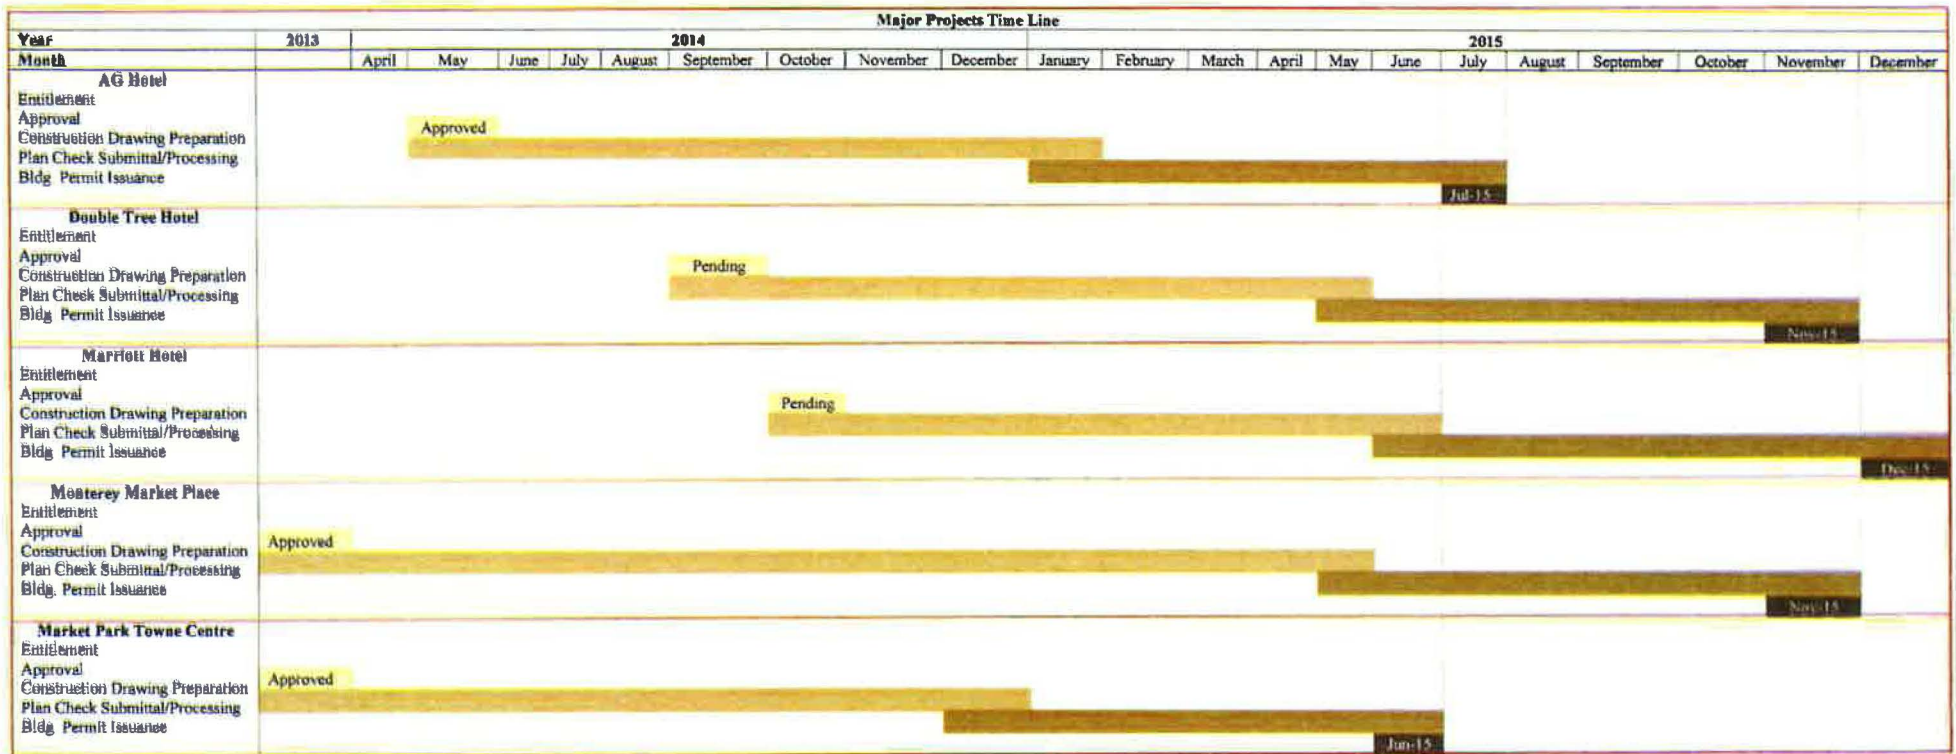 Major Projects Time Line
Year 2013 2014 2015
Month April May June July August September October November December January February March April May June July August September October November December
AG Hotel
Entitlement
Approval Approved
Construction Drawing Preparation
Plan Check Submittal/Processing
Bldg Permit Issuance Jul-15
Double Tree Hotel
Entitlement
Approval Pending
Construction Drawing Preparation
Plan Check Submittal/Processing
Bldg Permit Issuance Nov-15
Marriott Hotel
Entitlement
Approval Pending
Construction Drawing Preparation
Plan Check Submittal/Processing
Bldg Permit Issuance Dec-15
Monterey Market Place
Entitlement
Approval Approved
Construction Drawing Preparation
Plan Check Submittal/Processing
Bldg. Permit Issuance Nov-15
Market Park Towne Centre
Entitlement
Approval Approved
Construction Drawing Preparation
Plan Check Submittal/Processing
Bldg Permit Issuance Jun-15